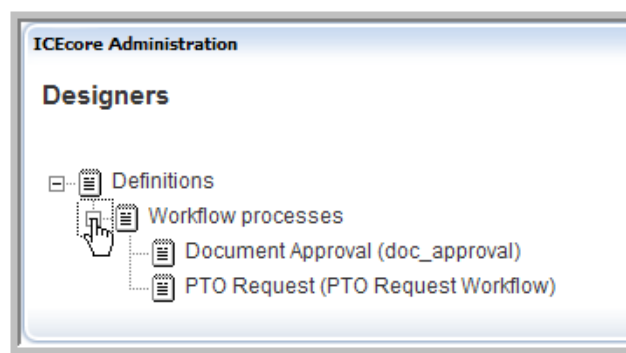 ICEcore Administration
Designers
Definitions
Workflow processes
Document Approval (doc_approval)
PTO Request (PTO Request Workflow)